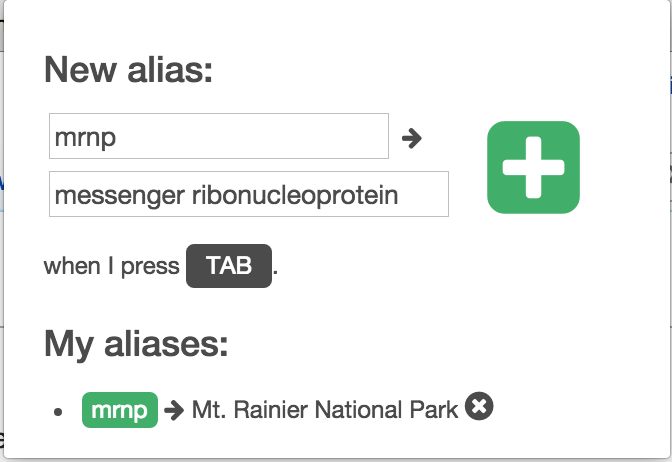 New alias:
mrnp
messenger ribonucleoprotein
when I press TAB.
My aliases:
mrnp → Mt. Rainier National Park